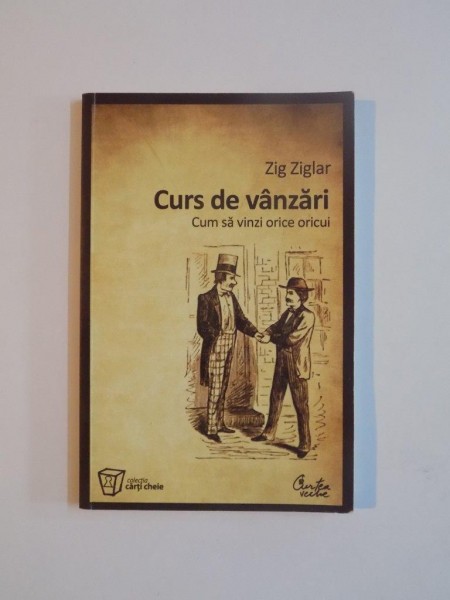 Zig Ziglar
Curs de vânzări
Cum să vinzi orice oricui
colecția
cărți cheie
Curtea
veche